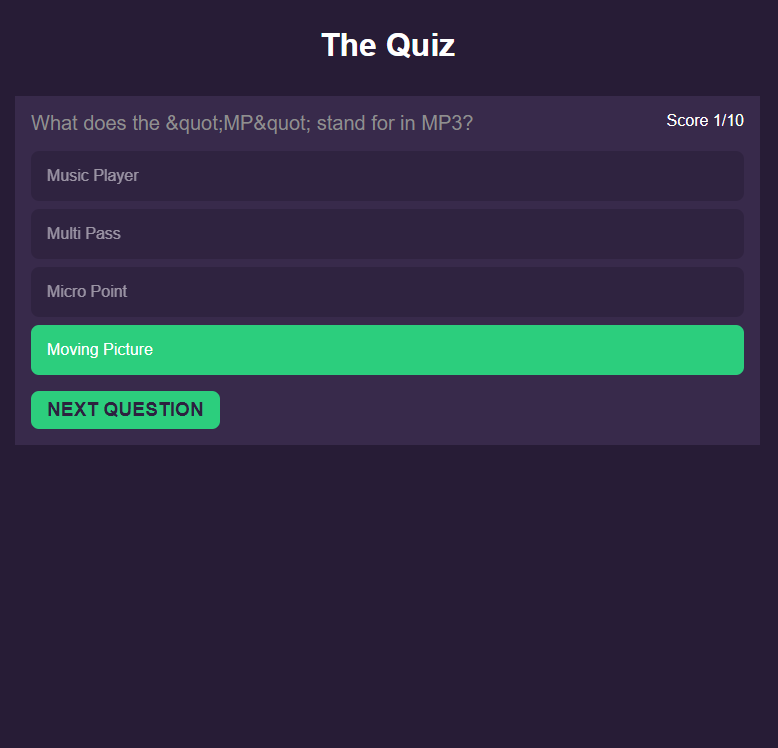 The Quiz
What does the &quot;MP&quot; stand for in MP3?
Score 1/10
Music Player
Multi Pass
Micro Point
Moving Picture
NEXT QUESTION